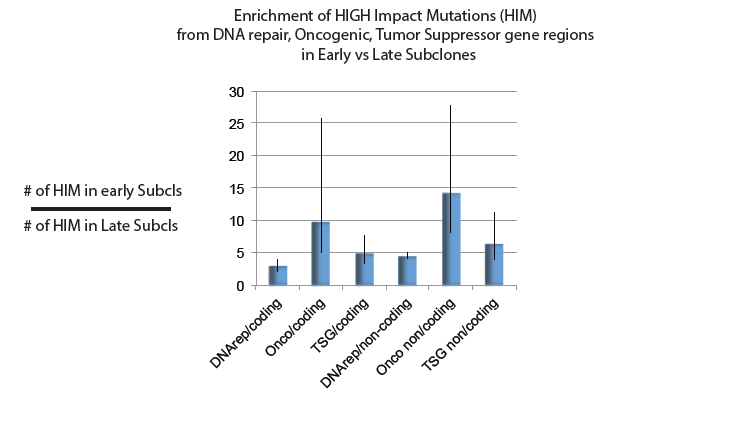 Enrichment of HIGH Impact Mutations (HIM)
from DNA repair, Oncogenic, Tumor Suppressor gene regions
in Early vs Late Subclones
30
25
20
15
10
5
0
# of HIM in early Subcls
# of HIM in Late Subcls
DNArep/coding
Onco/coding
TSG/coding
DNArep/non-coding
Onco non/coding
TSG non/coding